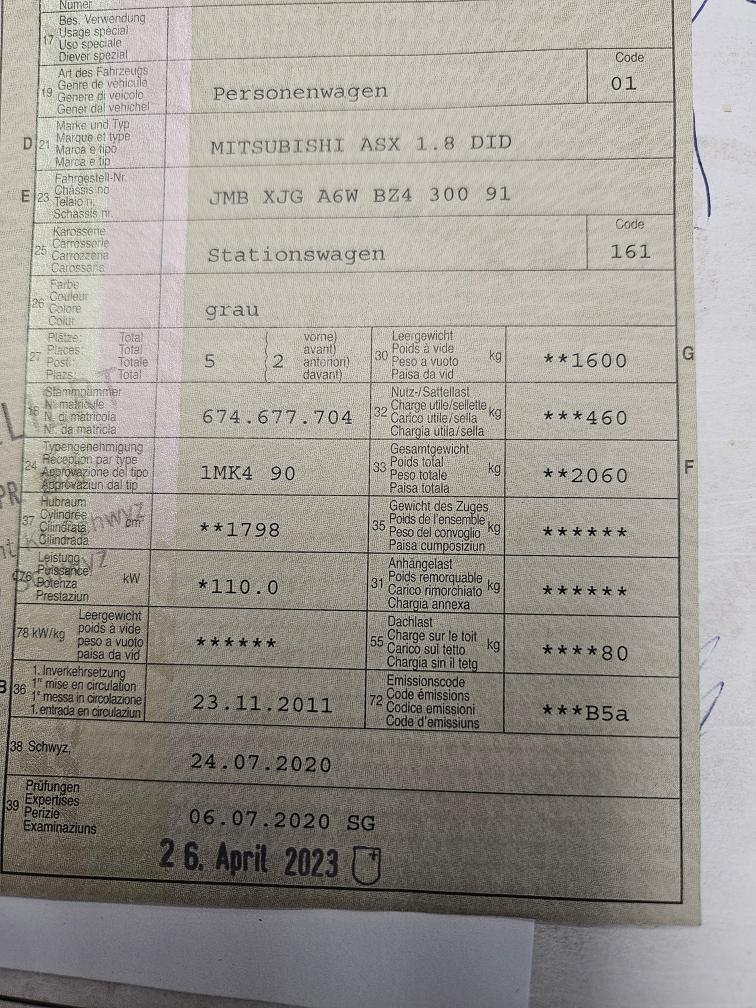 Numer
17 Bes. Verwendung
Usage spécial
Uso speciale
Diever spezial
19 Art des Fahrzeugs
Genre de véhicule
Genere di veicolo
Gener dal vehichel
Personenwagen
Code
01
D 21 Marke und Typ
Marque et type
Marca e tipo
Marca e tip
MITSUBISHI ASX 1.8 DID
E 23 Fahrgestell-Nr.
Châssis no
Telaio n.
Schassis nr.
JMB XJG A6W BZ4 300 91
25 Karosserie
Carrosserie
Carrozzeria
Carossaria
Stationswagen
Code
161
26 Farbe
Couleur
Colore
Colur
grau
27 Plätze: Total
Places: Total
Posti: Totale
Plazs: Total
5 ( 2 vorne)
avant)
anteriori)
davant)
30 Leergewicht
Poids à vide
Peso a vuoto
Paisa da vid
kg
**1600
G
18 Stammnummer
N. matricule
N. di matricola
Nr. da matricla
674.677.704
32 Nutz-/Sattellast
Charge utile/sellette
Carico utile/sella
Chargia utila/sella
kg
***460
24 Typengenehmigung
Réception par type
Approvazione del tipo
Approvaziun dal tip
1MK4 90
33 Gesamtgewicht
Poids total
Peso totale
Paisa totala
kg
**2060
F
37 Hubraum
Cylindrée
Cilindrata
Cilindrada
**1798
35 Gewicht des Zuges
Poids de l'ensemble
Peso del convoglio
Paisa cumposiziun
kg
******
76 Leistung
Puissance
Potenza
Prestaziun
kW
*110.0
31 Anhängelast
Poids remorquable
Carico rimorchiato
Chargia annexa
kg
******
78 kW/kg
Leergewicht
poids à vide
peso a vuoto
paisa da vid
******
55 Dachlast
Charge sur le toit
Carico sul tetto
Chargia sin il tetg
kg
****80
B 36 1. Inverkehrsetzung
1re mise en circulation
1a messa in circolazione
1. entrada en circulaziun
23.11.2011
72 Emissionscode
Code émissions
Codice emissioni
Code d'emissiuns
***B5a
38 Schwyz,
24.07.2020
39 Prüfungen
Expertises
Perizie
Examinaziuns
06.07.2020 SG
26. April 2023